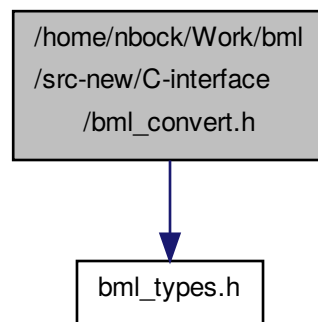 /home/nbock/Work/bml
/src-new/C-interface
/bml_convert.h
bml_types.h